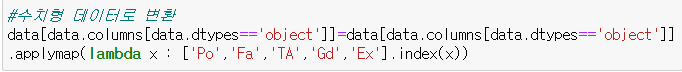 #수치형 데이터로 변환
data[data.columns[data.dtypes=='object']]=data[data.columns[data.dtypes=='object']]
.applymap(lambda x : ['Po','Fa','TA','Gd','Ex'].index(x))